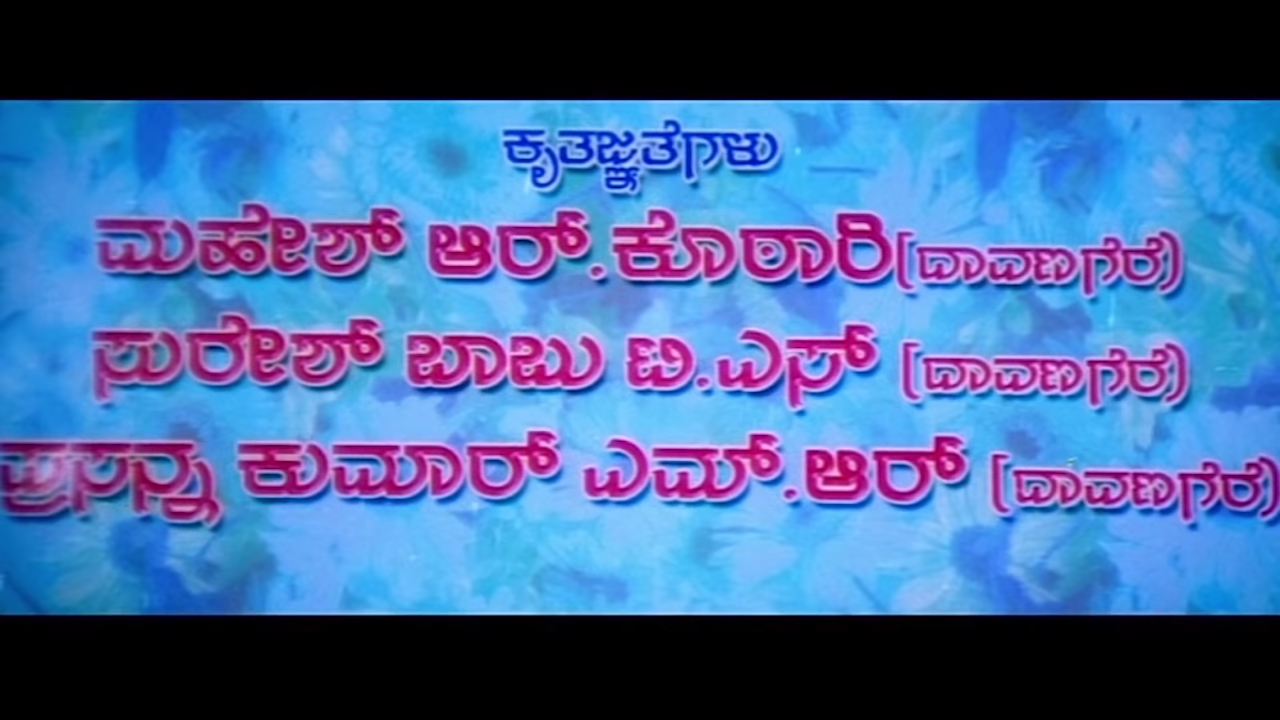 ಕೃತಜ್ಞತೆಗಳು
ಮಹೇಶ್ ಆರ್.ಕೊಠಾರಿ(ದಾವಣಗೆರೆ)
ಸುರೇಶ್ ಬಾಬು ಟಿ.ಎಸ್ (ದಾವಣಗೆರೆ)
ಪ್ರಸನ್ನ ಕುಮಾರ್ ಎಮ್.ಆರ್ (ದಾವಣಗೆರೆ)